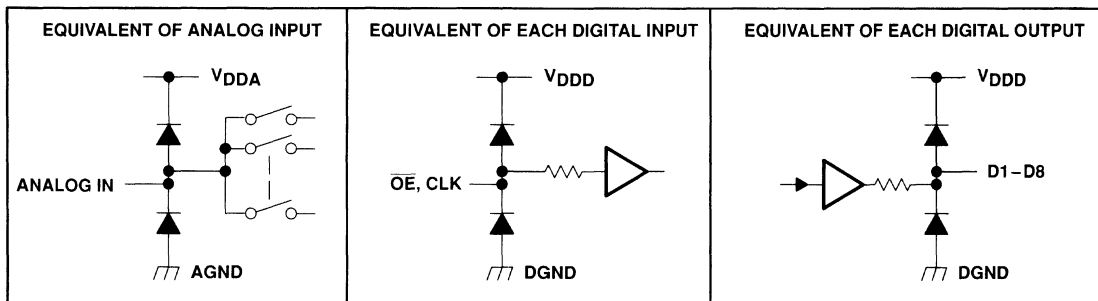 EQUIVALENT OF ANALOG INPUT
VDDA
ANALOG IN
AGND
EQUIVALENT OF EACH DIGITAL INPUT
VDDD
O̅E̅, CLK
DGND
EQUIVALENT OF EACH DIGITAL OUTPUT
VDDD
D1–D8
DGND